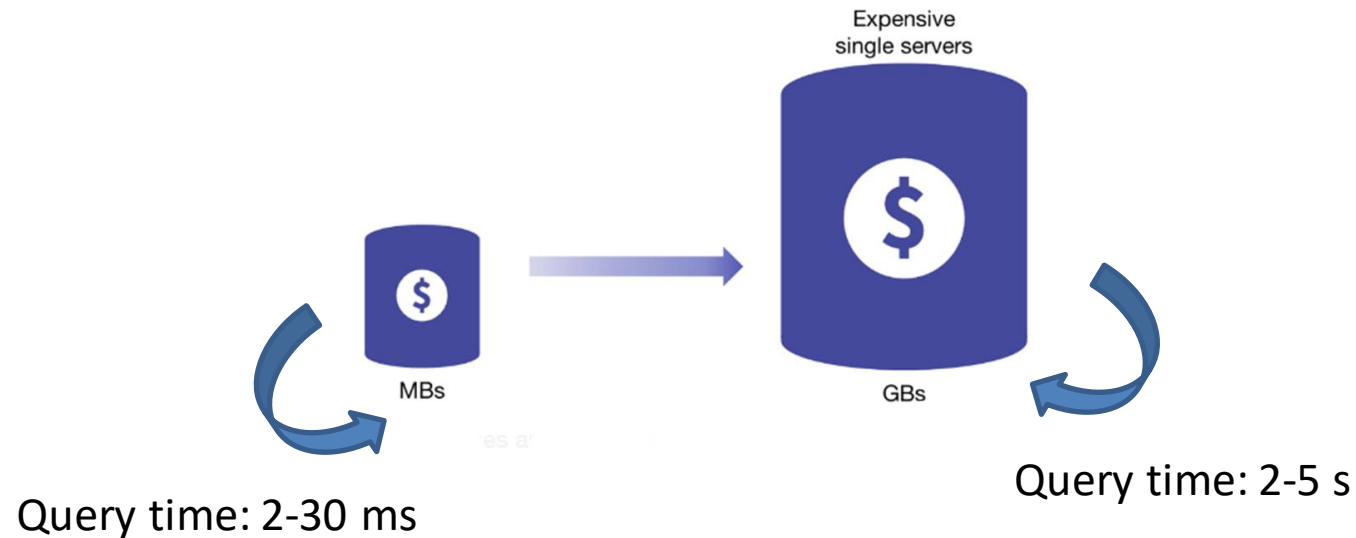 Expensive
single servers
$
$
MBs
GBs
Query time: 2-30 ms
Query time: 2-5 s